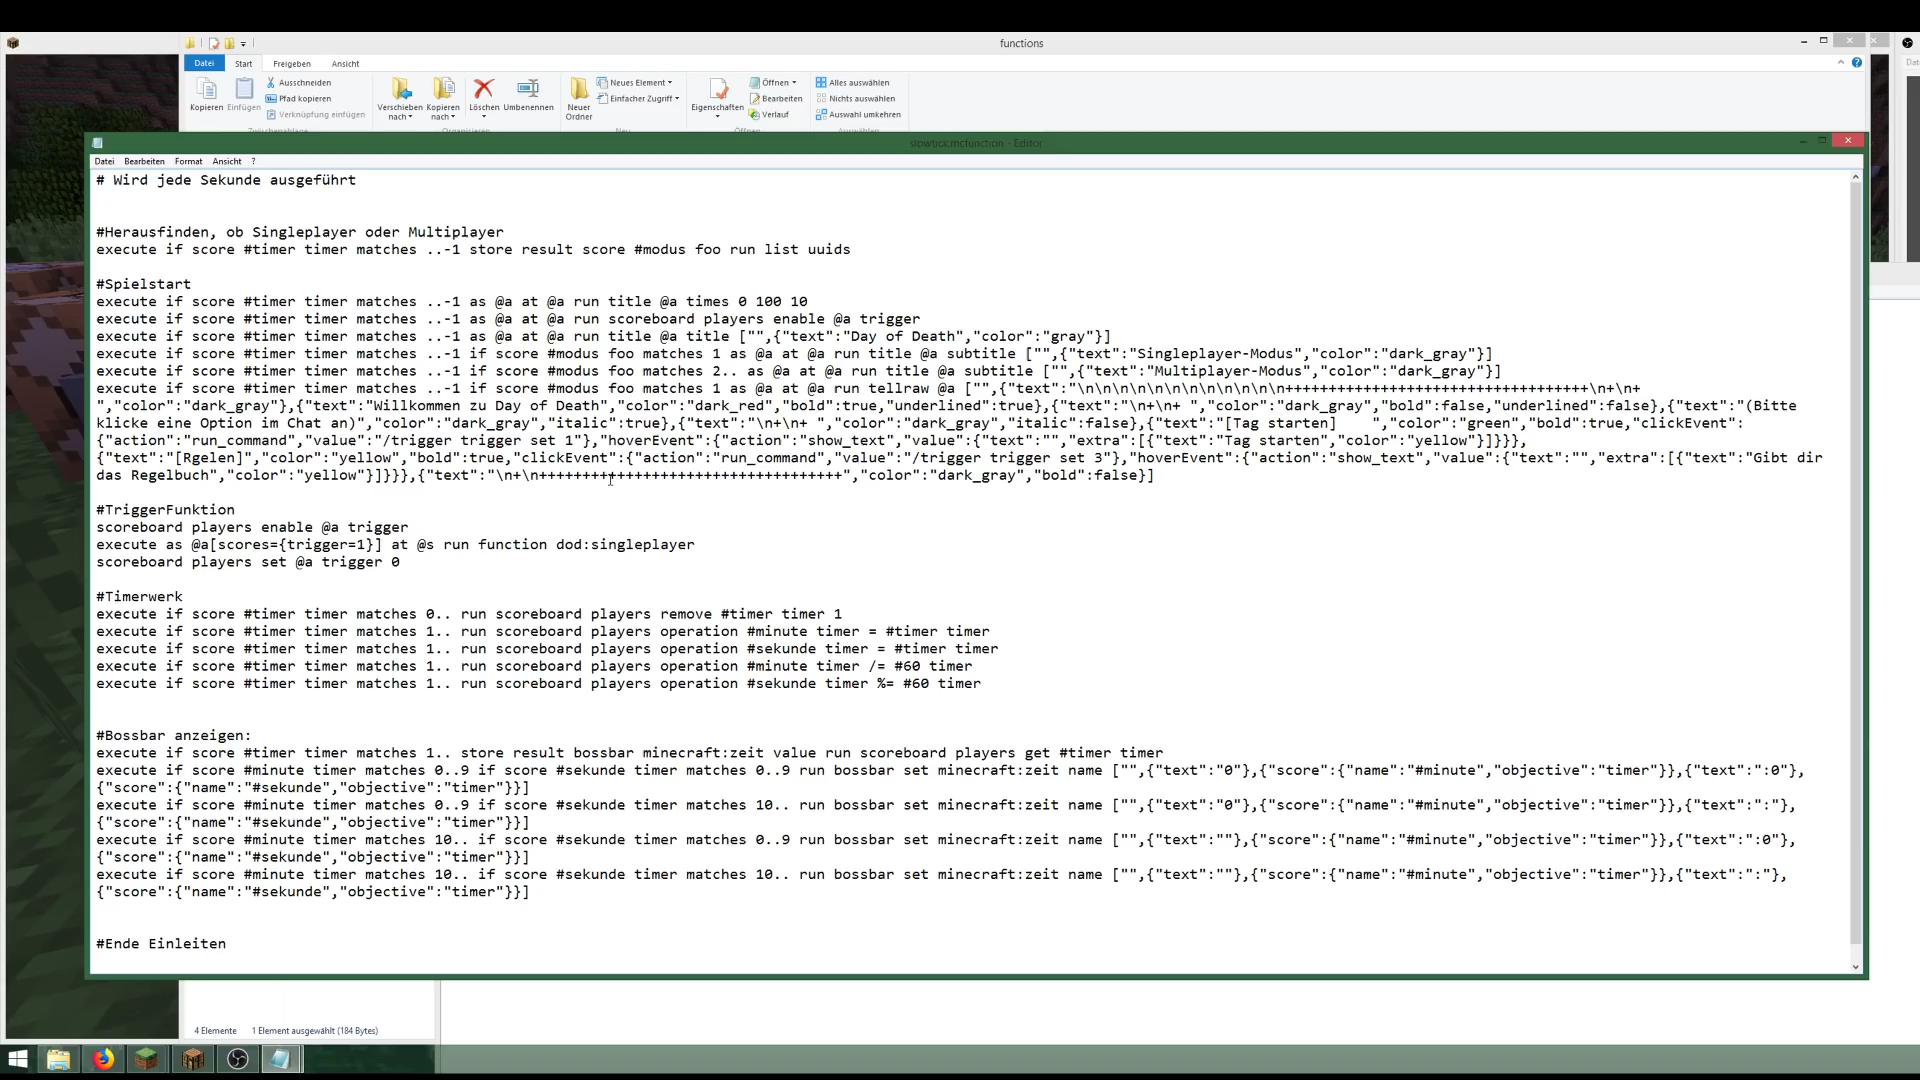 functions
Datei Start Freigeben Ansicht
Kopieren Einfügen Ausschneiden Pfad kopieren Verknüpfung einfügen
Verschieben nach Kopieren nach Löschen Umbenennen
Neuer Ordner Neues Element Einfacher Zugriff
Eigenschaften Öffnen Bearbeiten Verlauf
Alles auswählen Nichts auswählen Auswahl umkehren
slowtick.mcfunction - Editor
Datei Bearbeiten Format Ansicht ?
# Wird jede Sekunde ausgeführt
#Herausfinden, ob Singleplayer oder Multiplayer
execute if score #timer timer matches ..-1 store result score #modus foo run list uuids
#Spielstart
execute if score #timer timer matches ..-1 as @a at @a run title @a times 0 100 10
execute if score #timer timer matches ..-1 as @a at @a run scoreboard players enable @a trigger
execute if score #timer timer matches ..-1 as @a at @a run title @a title ["",{"text":"Day of Death","color":"gray"}]
execute if score #timer timer matches ..-1 if score #modus foo matches 1 as @a at @a run title @a subtitle ["",{"text":"Singleplayer-Modus","color":"dark_gray"}]
execute if score #timer timer matches ..-1 if score #modus foo matches 2.. as @a at @a run title @a subtitle ["",{"text":"Multiplayer-Modus","color":"dark_gray"}]
execute if score #timer timer matches ..-1 if score #modus foo matches 1 as @a at @a run tellraw @a ["",{"text":"\n\n\n\n\n\n\n\n\n\n\n\n+++++++++++++++++++++++++++++++++++\n+\n+
","color":"dark_gray"},{"text":"Willkommen zu Day of Death","color":"dark_red","bold":true,"underlined":true},{"text":"\n+\n+ ","color":"dark_gray","bold":false,"underlined":false},{"text":"(Bitte
klicke eine Option im Chat an)","color":"dark_gray","italic":true},{"text":"\n+\n+ ","color":"dark_gray","italic":false},{"text":"[Tag starten]    ","color":"green","bold":true,"clickEvent":
{"action":"run_command","value":"/trigger trigger set 1"},"hoverEvent":{"action":"show_text","value":{"text":"","extra":[{"text":"Tag starten","color":"yellow"}]}}},
{"text":"[Rgelen]","color":"yellow","bold":true,"clickEvent":{"action":"run_command","value":"/trigger trigger set 3"},"hoverEvent":{"action":"show_text","value":{"text":"","extra":[{"text":"Gibt dir
das Regelbuch","color":"yellow"}]}}},{"text":"\n+\n+++++++++++++++++++++++++++++++++++","color":"dark_gray","bold":false}]
#TriggerFunktion
scoreboard players enable @a trigger
execute as @a[scores={trigger=1}] at @s run function dod:singleplayer
scoreboard players set @a trigger 0
#Timerwerk
execute if score #timer timer matches 0.. run scoreboard players remove #timer timer 1
execute if score #timer timer matches 1.. run scoreboard players operation #minute timer = #timer timer
execute if score #timer timer matches 1.. run scoreboard players operation #sekunde timer = #timer timer
execute if score #timer timer matches 1.. run scoreboard players operation #minute timer /= #60 timer
execute if score #timer timer matches 1.. run scoreboard players operation #sekunde timer %= #60 timer
#Bossbar anzeigen:
execute if score #timer timer matches 1.. store result bossbar minecraft:zeit value run scoreboard players get #timer timer
execute if score #minute timer matches 0..9 if score #sekunde timer matches 0..9 run bossbar set minecraft:zeit name ["",{"text":"0"},{"score":{"name":"#minute","objective":"timer"}},{"text":":0"},
{"score":{"name":"#sekunde","objective":"timer"}}]
execute if score #minute timer matches 0..9 if score #sekunde timer matches 10.. run bossbar set minecraft:zeit name ["",{"text":"0"},{"score":{"name":"#minute","objective":"timer"}},{"text":":"},
{"score":{"name":"#sekunde","objective":"timer"}}]
execute if score #minute timer matches 10.. if score #sekunde timer matches 0..9 run bossbar set minecraft:zeit name ["",{"text":""},{"score":{"name":"#minute","objective":"timer"}},{"text":":0"},
{"score":{"name":"#sekunde","objective":"timer"}}]
execute if score #minute timer matches 10.. if score #sekunde timer matches 10.. run bossbar set minecraft:zeit name ["",{"text":""},{"score":{"name":"#minute","objective":"timer"}},{"text":":"},
{"score":{"name":"#sekunde","objective":"timer"}}]
#Ende Einleiten
4 Elemente 1 Element ausgewählt (184 Bytes)